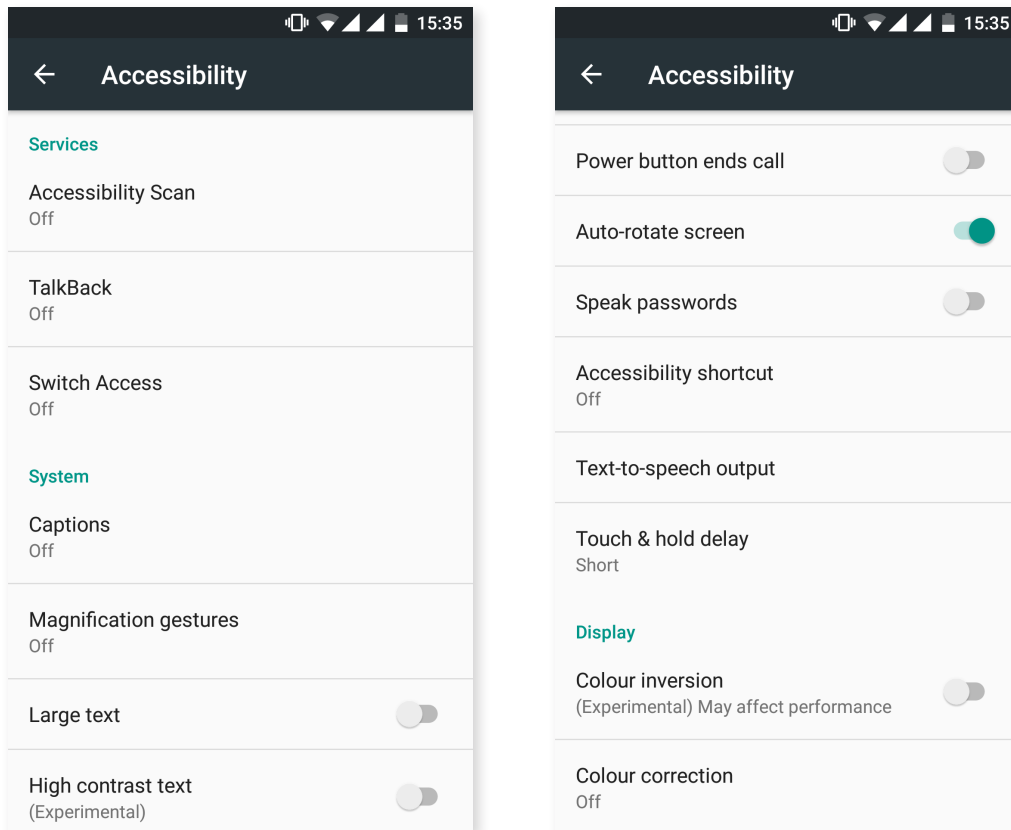 15:35
Accessibility
Services
Accessibility Scan
Off
TalkBack
Off
Switch Access
Off
System
Captions
Off
Magnification gestures
Off
Large text
High contrast text
(Experimental)
15:35
Accessibility
Power button ends call
Auto-rotate screen
Speak passwords
Accessibility shortcut
Off
Text-to-speech output
Touch & hold delay
Short
Display
Colour inversion
(Experimental) May affect performance
Colour correction
Off